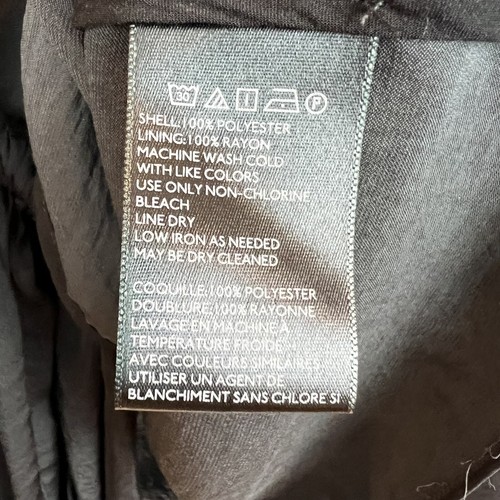 SHELL:100% POLYESTER
LINING:100% RAYON
MACHINE WASH COLD
WITH LIKE COLORS
USE ONLY NON-CHLORINE
BLEACH
LINE DRY
LOW IRON AS NEEDED
MAY BE DRY CLEANED
COQUILLE:100% POLYESTER
DOUBLURE:100% RAYONNE
LAVAGE EN MACHINE À
TEMPÉRATURE FROIDE
AVEC COULEURS SIMILAIRES
UTILISER UN AGENT DE
BLANCHIMENT SANS CHLORE SI